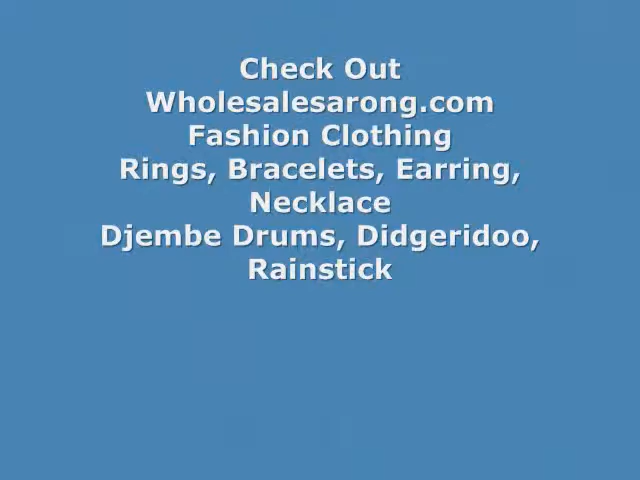 Check Out
Wholesalesarong.com
Fashion Clothing
Rings, Bracelets, Earring,
Necklace
Djembe Drums, Didgeridoo,
Rainstick